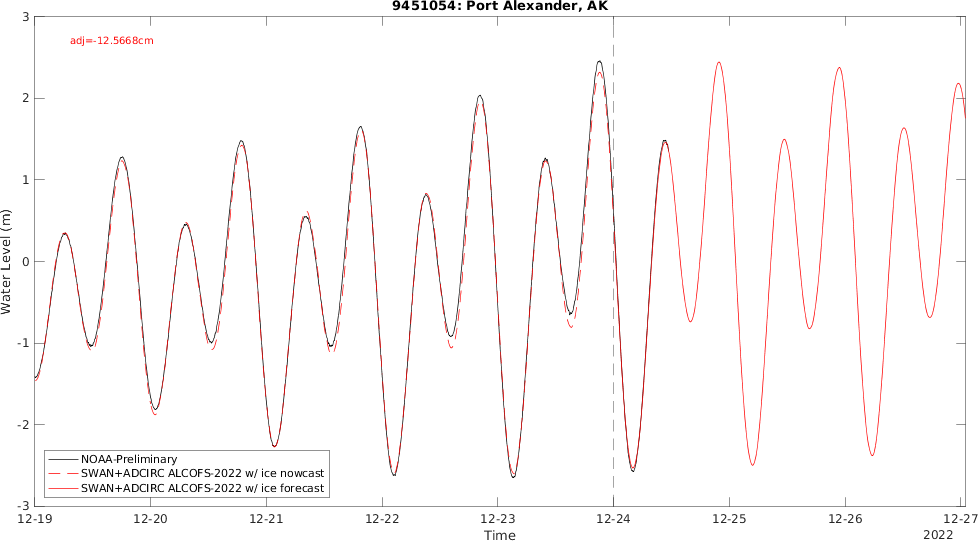 9451054: Port Alexander, AK
adj=-12.5668cm
3
2
1
0
-1
-2
-3
Water Level (m)
NOAA-Preliminary
SWAN+ADCIRC ALCOFS-2022 w/ ice nowcast
SWAN+ADCIRC ALCOFS-2022 w/ ice forecast
12-19 12-20 12-21 12-22 12-23 12-24 12-25 12-26 12-27
Time
2022